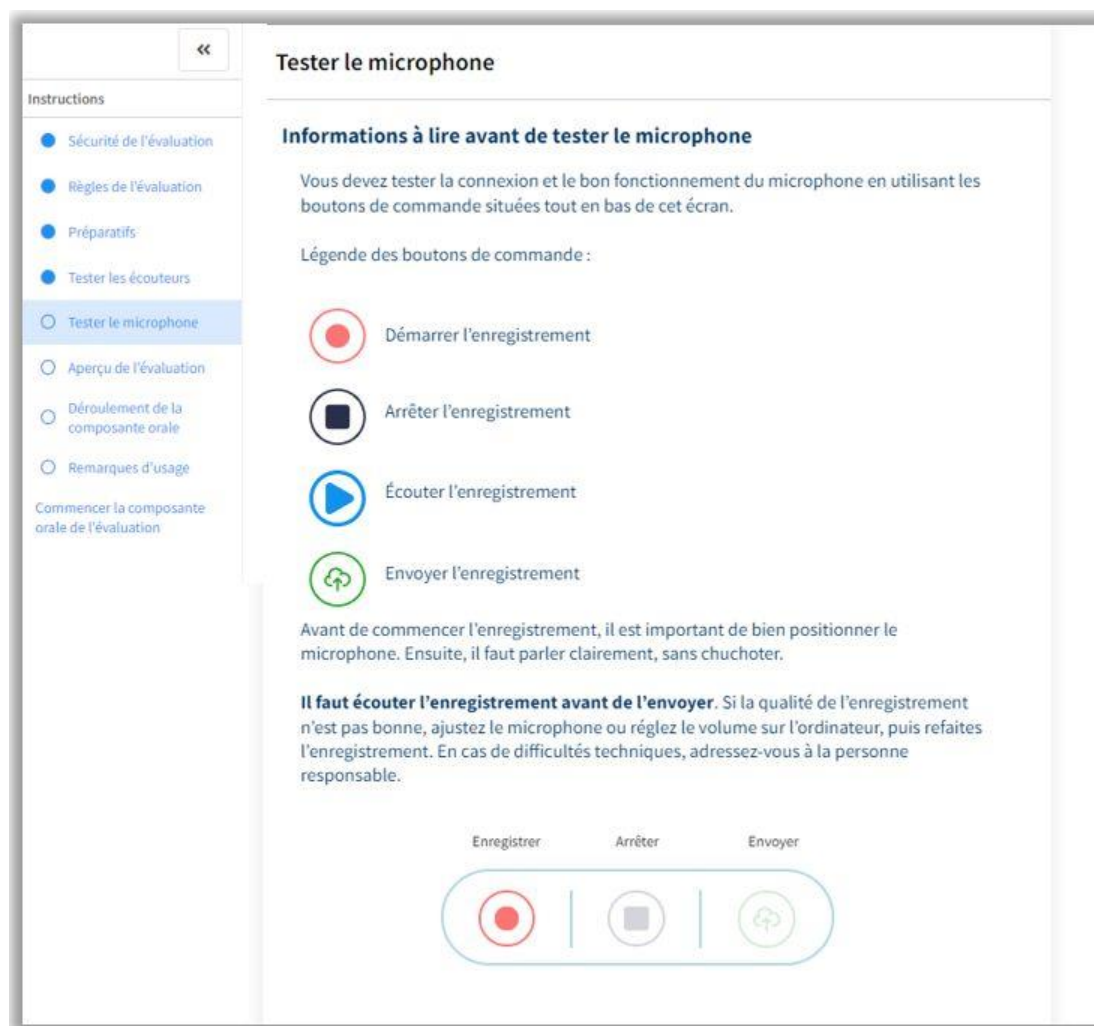 «
Instructions
Sécurité de l'évaluation
Règles de l'évaluation
Préparatifs
Tester les écouteurs
Tester le microphone
Aperçu de l'évaluation
Déroulement de la
composante orale
Remarques d'usage
Commencer la composante
orale de l'évaluation
Tester le microphone
Informations à lire avant de tester le microphone
Vous devez tester la connexion et le bon fonctionnement du microphone en utilisant les
boutons de commande situées tout en bas de cet écran.
Légende des boutons de commande :
Démarrer l'enregistrement
Arrêter l'enregistrement
Écouter l'enregistrement
Envoyer l'enregistrement
Avant de commencer l'enregistrement, il est important de bien positionner le
microphone. Ensuite, il faut parler clairement, sans chuchoter.
Il faut écouter l'enregistrement avant de l'envoyer. Si la qualité de l'enregistrement
n'est pas bonne, ajustez le microphone ou réglez le volume sur l'ordinateur, puis refaites
l'enregistrement. En cas de difficultés techniques, adressez-vous à la personne
responsable.
Enregistrer Arrêter Envoyer